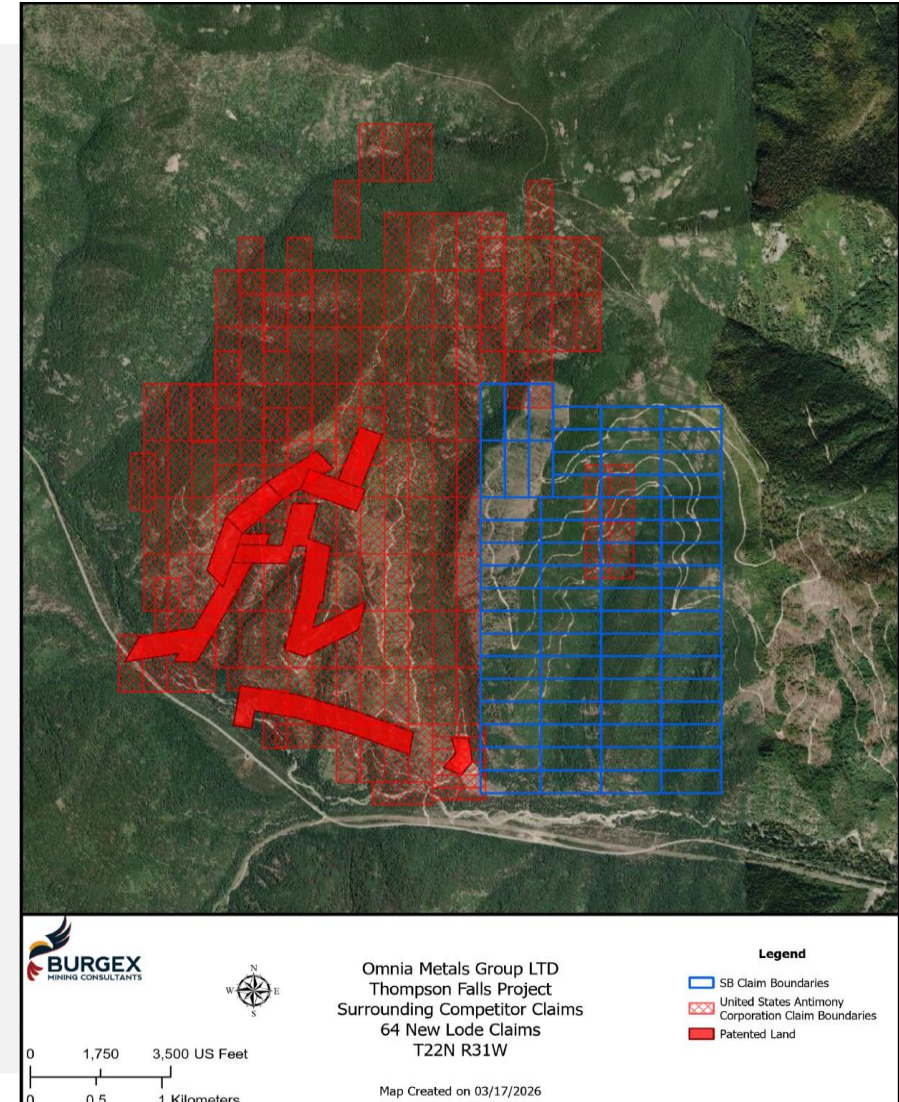 BURGEX
MINING CONSULTANTS
N
W E
S
Omnia Metals Group LTD
Thompson Falls Project
Surrounding Competitor Claims
64 New Lode Claims
T22N R31W
Map Created on 03/17/2026
Legend
SB Claim Boundaries
United States Antimony
Corporation Claim Boundaries
Patented Land
0 1,750 3,500 US Feet
0 0.5 1 Kilometers